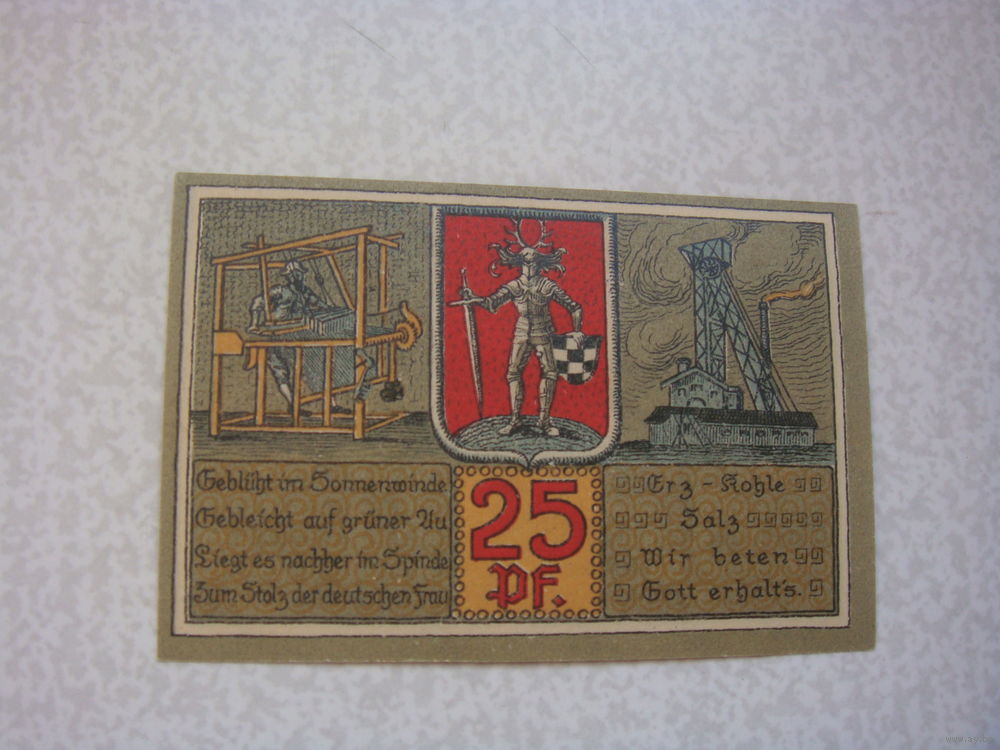 Geblüht im Sonnenwinde
Gebleicht auf grüner Au
Liegt es nachher im Spinde
Zum Stolz der deutschen Frau
25
Pf.
Erz - Kohle
Salz
Wir beten
Gott erhalt's.